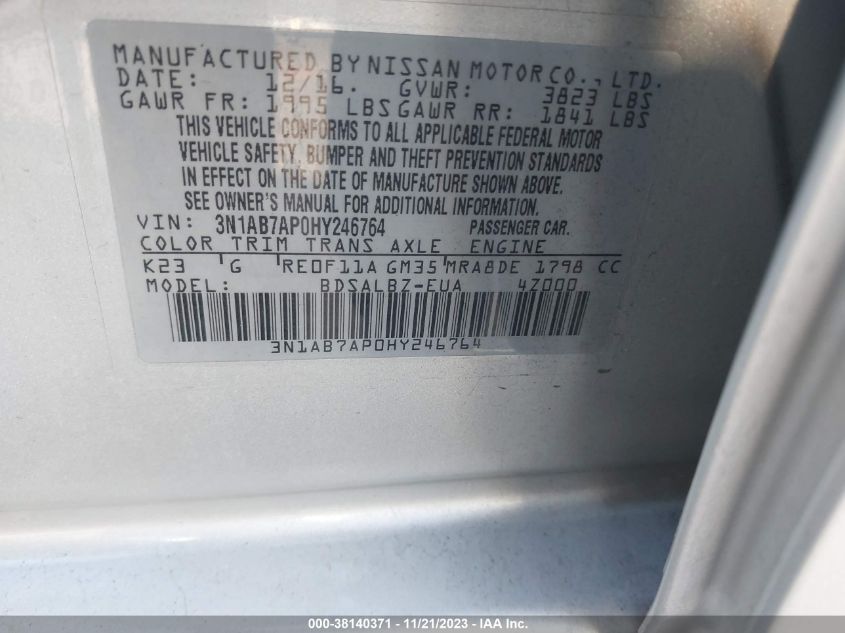 MANUFACTURED BY NISSAN MOTOR CO., LTD.
DATE: 12/16. GVWR: 3823 LBS
GAWR FR: 1995 LBS GAWR RR: 1841 LBS
THIS VEHICLE CONFORMS TO ALL APPLICABLE FEDERAL MOTOR
VEHICLE SAFETY, BUMPER AND THEFT PREVENTION STANDARDS
IN EFFECT ON THE DATE OF MANUFACTURE SHOWN ABOVE.
SEE OWNER'S MANUAL FOR ADDITIONAL INFORMATION.
VIN: 3N1AB7AP0HY246764 PASSENGER CAR.
COLOR TRIM TRANS AXLE ENGINE
K23 G RE0F11A GM35 MRA8DE 1798 CC
MODEL: BDSALBZ-EUA 4Z000
3N1AB7AP0HY246764
000-38140371 - 11/21/2023 - IAA Inc.